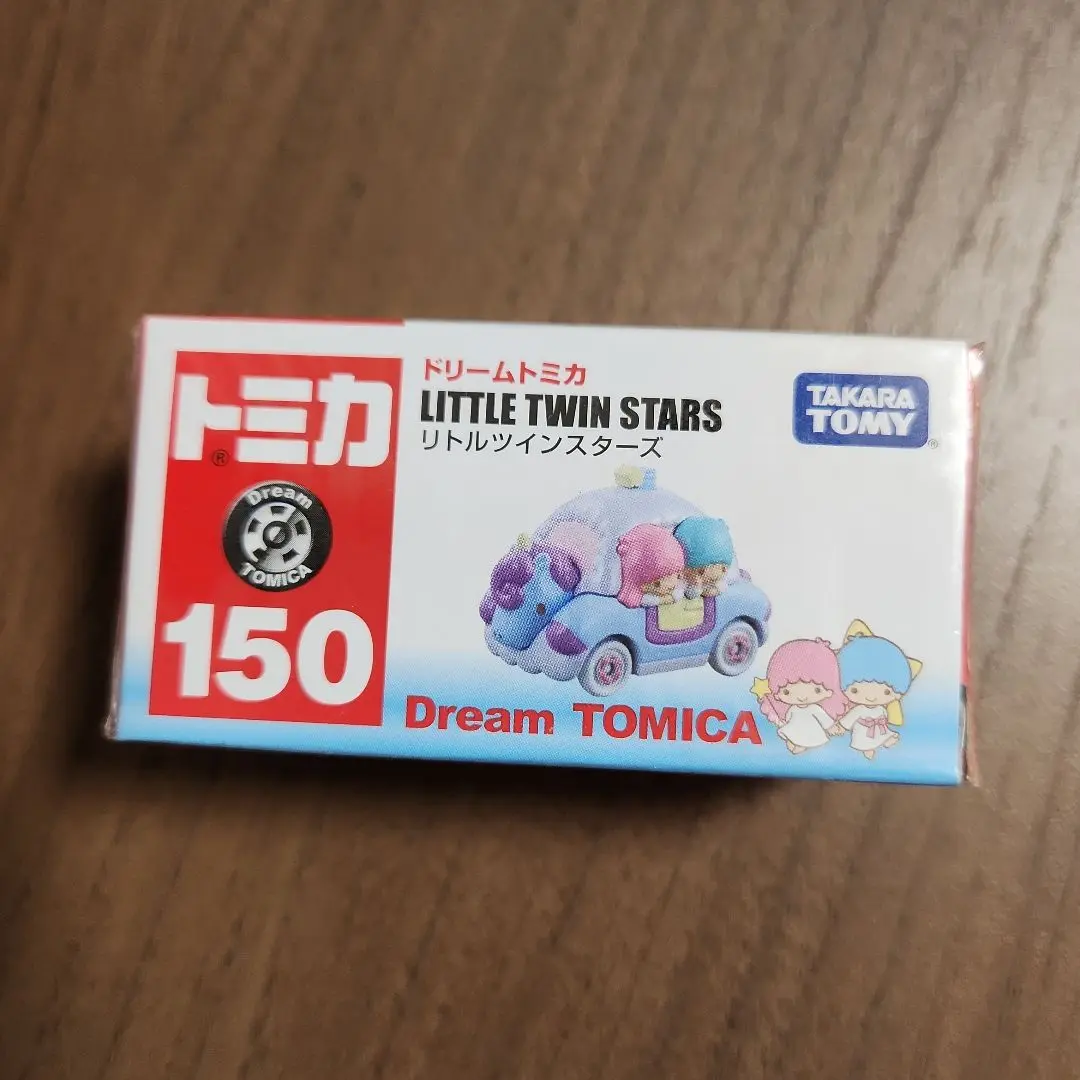 トミカ
®
Dream
TOMICA
150
ドリームトミカ
LITTLE TWIN STARS
リトルツインスターズ
TAKARA
TOMY
®
Dream TOMICA